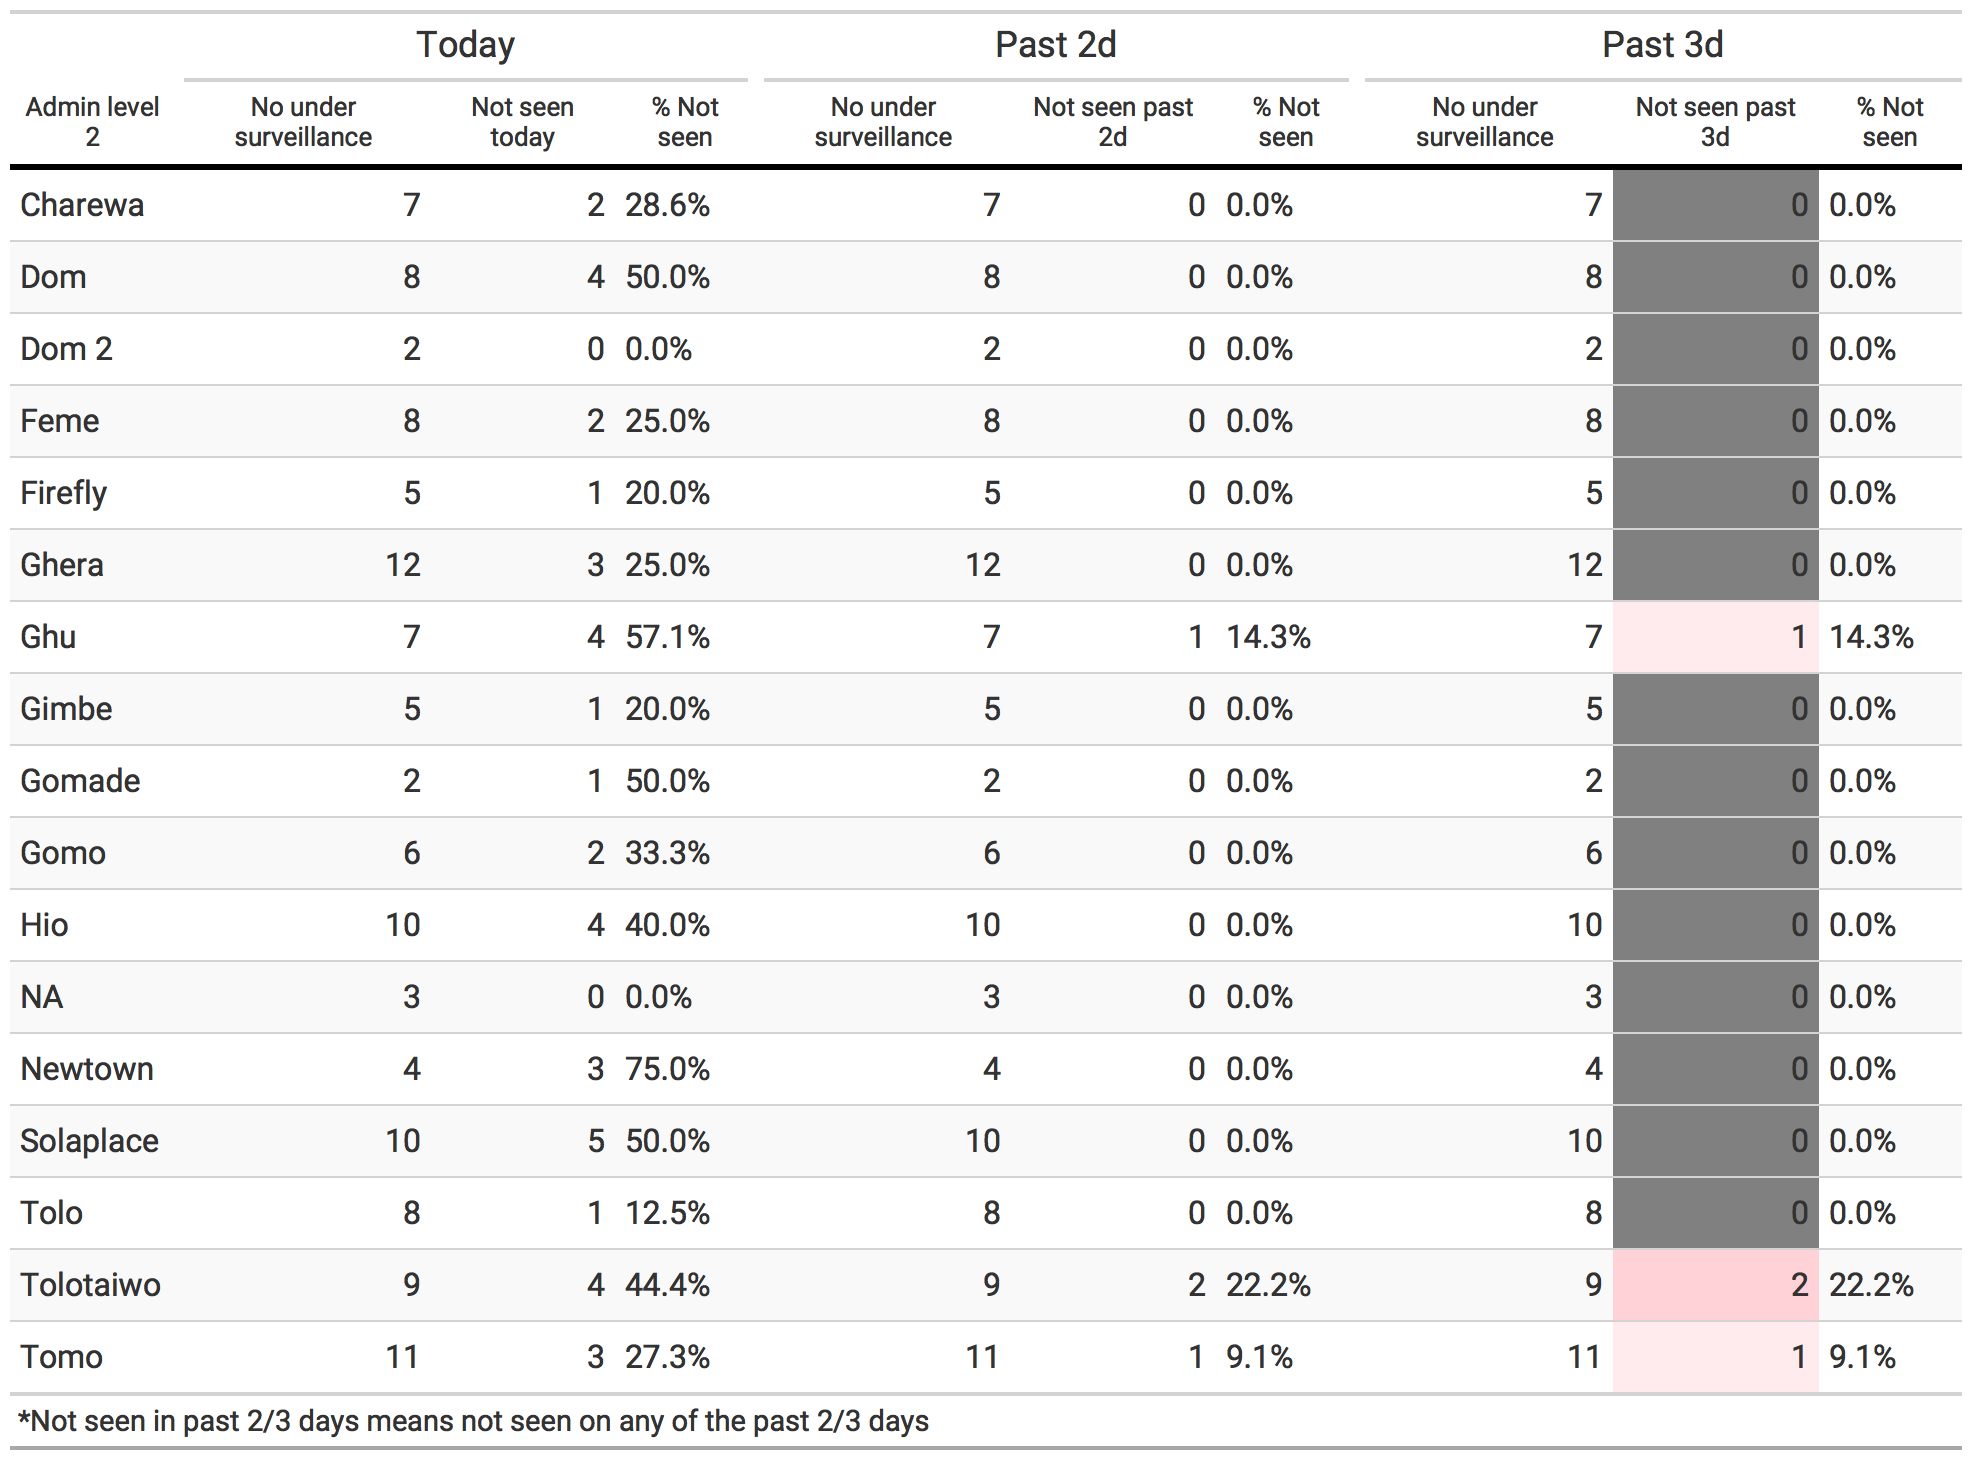 Today Past 2d Past 3d
Admin level 2 No under surveillance Not seen today % Not seen No under surveillance Not seen past 2d % Not seen No under surveillance Not seen past 3d % Not seen
Charewa 7 2 28.6% 7 0 0.0% 7 0 0.0%
Dom 8 4 50.0% 8 0 0.0% 8 0 0.0%
Dom 2 2 0 0.0% 2 0 0.0% 2 0 0.0%
Feme 8 2 25.0% 8 0 0.0% 8 0 0.0%
Firefly 5 1 20.0% 5 0 0.0% 5 0 0.0%
Ghera 12 3 25.0% 12 0 0.0% 12 0 0.0%
Ghu 7 4 57.1% 7 1 14.3% 7 1 14.3%
Gimbe 5 1 20.0% 5 0 0.0% 5 0 0.0%
Gomade 2 1 50.0% 2 0 0.0% 2 0 0.0%
Gomo 6 2 33.3% 6 0 0.0% 6 0 0.0%
Hio 10 4 40.0% 10 0 0.0% 10 0 0.0%
NA 3 0 0.0% 3 0 0.0% 3 0 0.0%
Newtown 4 3 75.0% 4 0 0.0% 4 0 0.0%
Solaplace 10 5 50.0% 10 0 0.0% 10 0 0.0%
Tolo 8 1 12.5% 8 0 0.0% 8 0 0.0%
Tolotaiwo 9 4 44.4% 9 2 22.2% 9 2 22.2%
Tomo 11 3 27.3% 11 1 9.1% 11 1 9.1%
*Not seen in past 2/3 days means not seen on any of the past 2/3 days